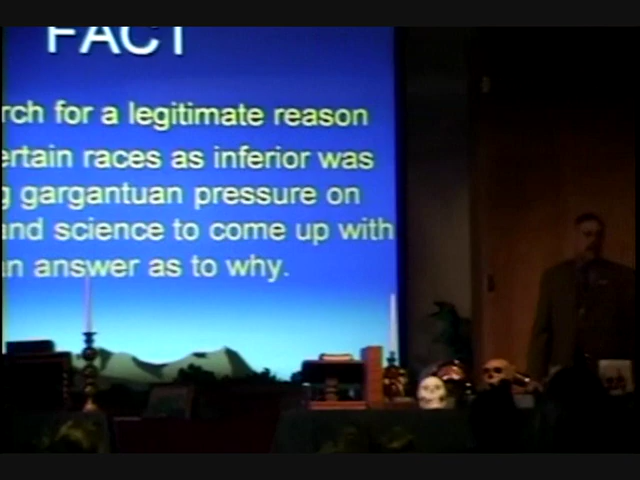 FACT
rch for a legitimate reason
ertain races as inferior was
g gargantuan pressure on
and science to come up with
an answer as to why.